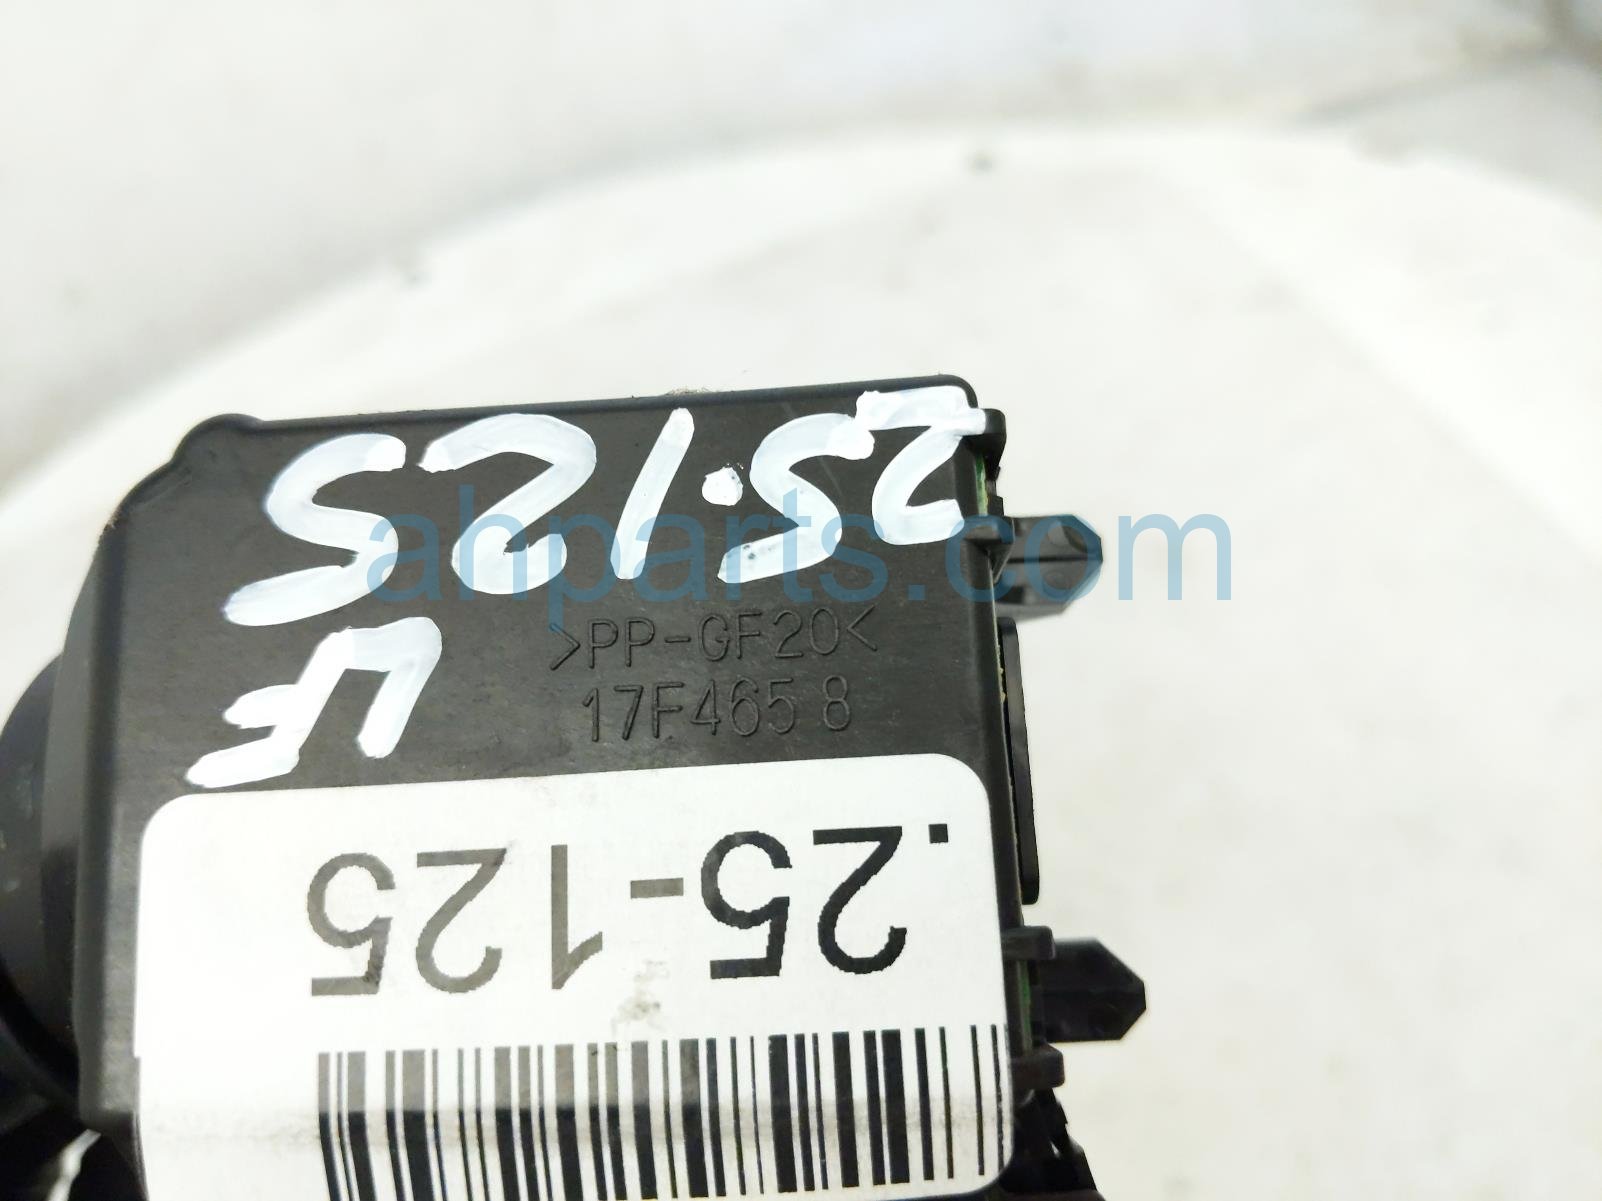 25.125
ahparts.com
LF
>PP-GF20<
17F465 8
.25-125